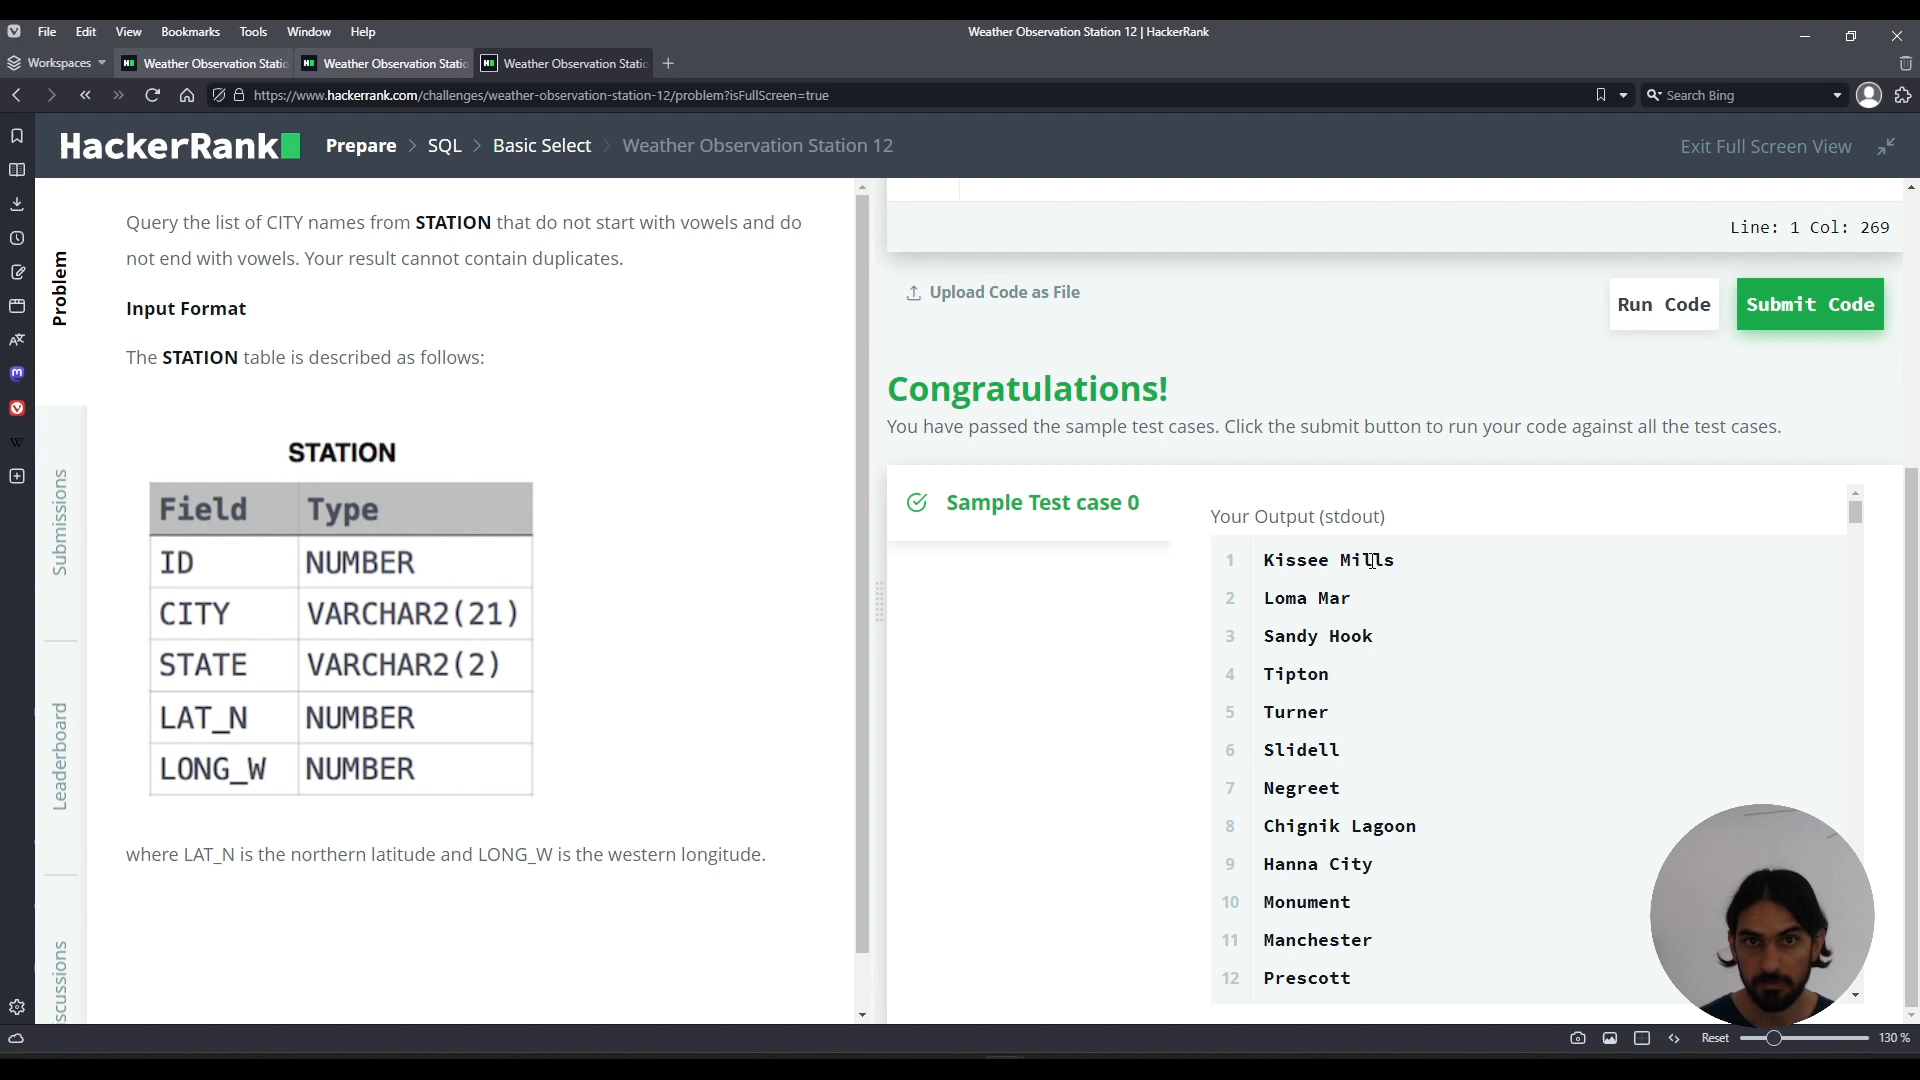 File Edit View Bookmarks Tools Window Help
Weather Observation Station 12 | HackerRank
Workspaces
Weather Observation Static
Weather Observation Static
Weather Observation Static
https://www.hackerrank.com/challenges/weather-observation-station-12/problem?isFullScreen=true
Search Bing
HackerRank
Prepare > SQL > Basic Select > Weather Observation Station 12
Exit Full Screen View
Problem
Submissions
Leaderboard
scussions
Query the list of CITY names from STATION that do not start with vowels and do
not end with vowels. Your result cannot contain duplicates.
Input Format
The STATION table is described as follows:
STATION
Field Type
ID NUMBER
CITY VARCHAR2(21)
STATE VARCHAR2(2)
LAT_N NUMBER
LONG_W NUMBER
where LAT_N is the northern latitude and LONG_W is the western longitude.
Line: 1 Col: 269
Upload Code as File
Run Code
Submit Code
Congratulations!
You have passed the sample test cases. Click the submit button to run your code against all the test cases.
Sample Test case 0
Your Output (stdout)
1 Kissee Mills
2 Loma Mar
3 Sandy Hook
4 Tipton
5 Turner
6 Slidell
7 Negreet
8 Chignik Lagoon
9 Hanna City
10 Monument
11 Manchester
12 Prescott
Reset
130 %